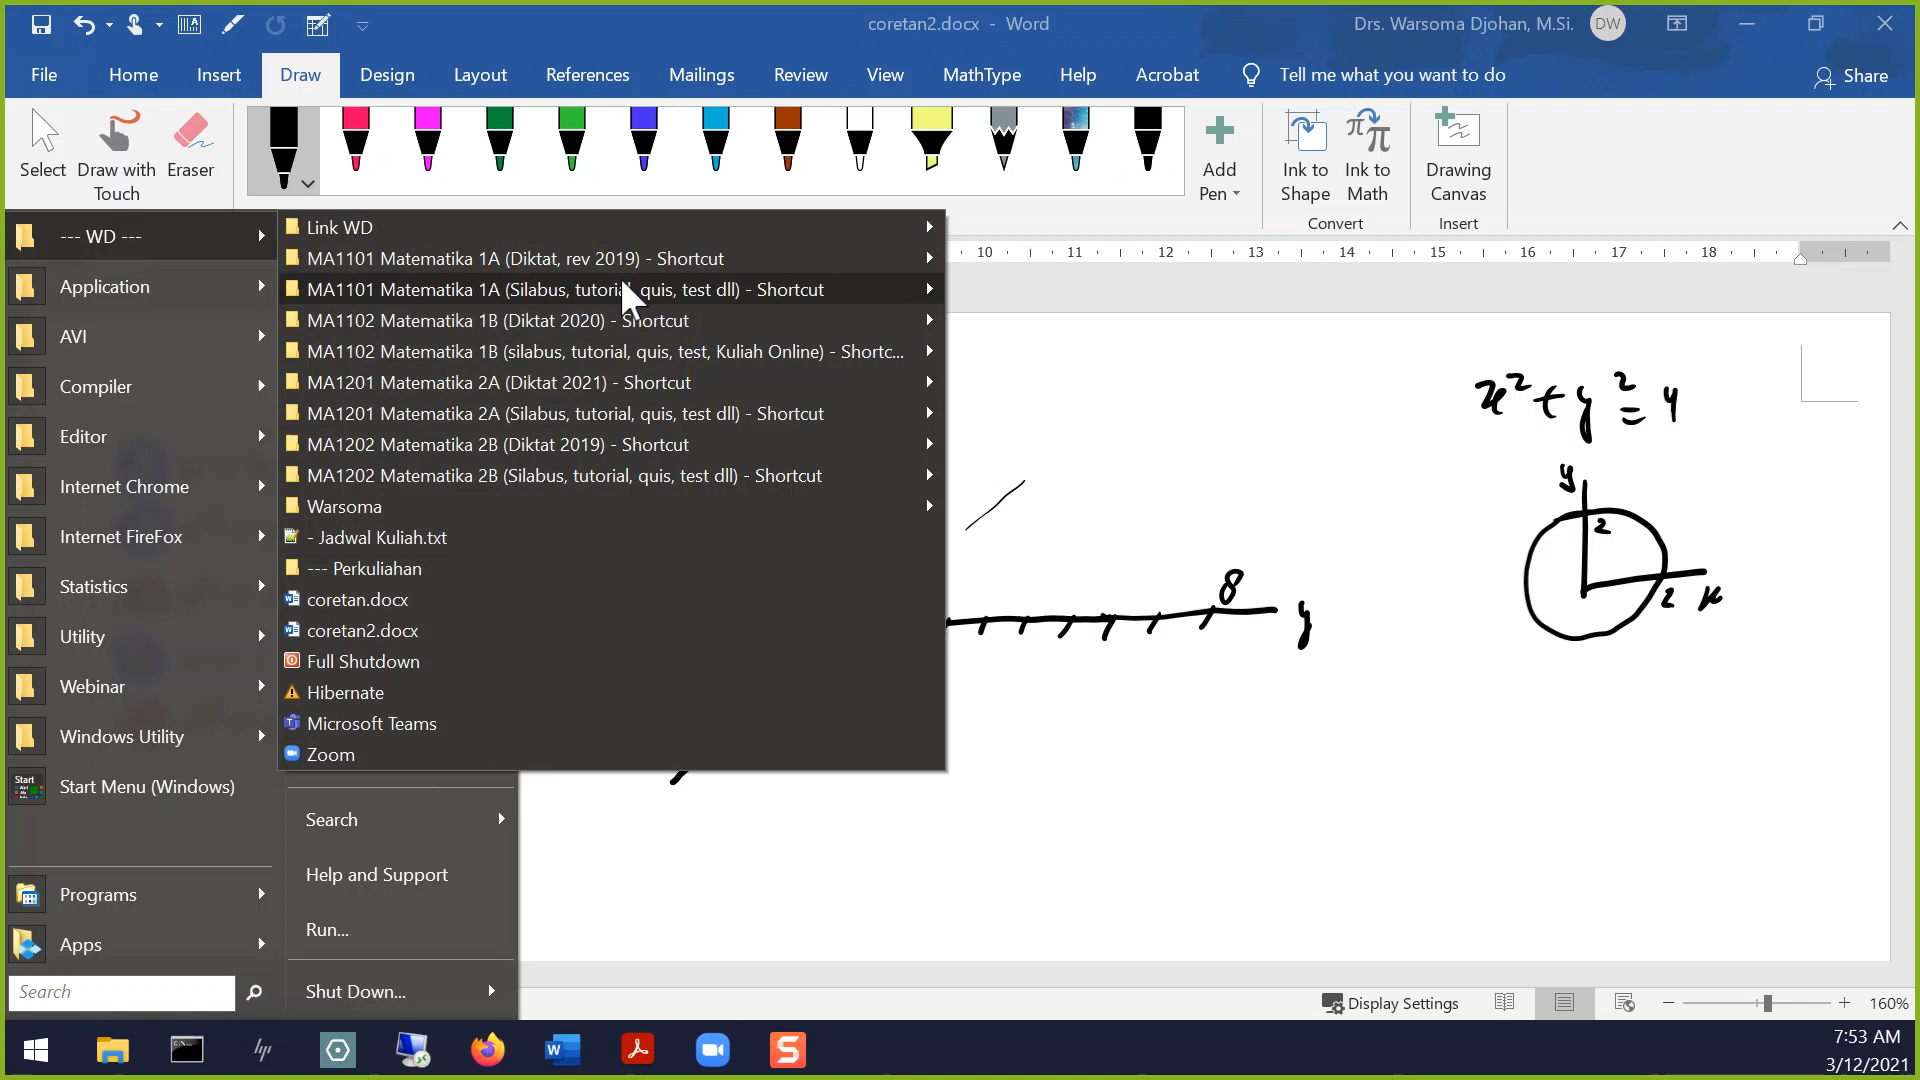 coretan2.docx - Word
Drs. Warsoma Djohan, M.Si.
DW
File
Home
Insert
Draw
Design
Layout
References
Mailings
Review
View
MathType
Help
Acrobat
Tell me what you want to do
Share
Select
Draw with
Touch
Eraser
Add
Pen
Ink to
Shape
Ink to
Math
Convert
Drawing
Canvas
Insert
10 11 12 13 14 15 16 17 18
--- WD ---
Application
AVI
Compiler
Editor
Internet Chrome
Internet FireFox
Statistics
Utility
Webinar
Windows Utility
Start
Start Menu (Windows)
Programs
Apps
Search
Link WD
MA1101 Matematika 1A (Diktat, rev 2019) - Shortcut
MA1101 Matematika 1A (Silabus, tutorial, quis, test dll) - Shortcut
MA1102 Matematika 1B (Diktat 2020) - Shortcut
MA1102 Matematika 1B (silabus, tutorial, quis, test, Kuliah Online) - Shortc...
MA1201 Matematika 2A (Diktat 2021) - Shortcut
MA1201 Matematika 2A (Silabus, tutorial, quis, test dll) - Shortcut
MA1202 Matematika 2B (Diktat 2019) - Shortcut
MA1202 Matematika 2B (Silabus, tutorial, quis, test dll) - Shortcut
Warsoma
- Jadwal Kuliah.txt
--- Perkuliahan
coretan.docx
coretan2.docx
Full Shutdown
Hibernate
Microsoft Teams
Zoom
Search
Help and Support
Run...
Shut Down...
x² + y² = 4
y
2
2 x
8
y
Display Settings
160%
7:53 AM
3/12/2021